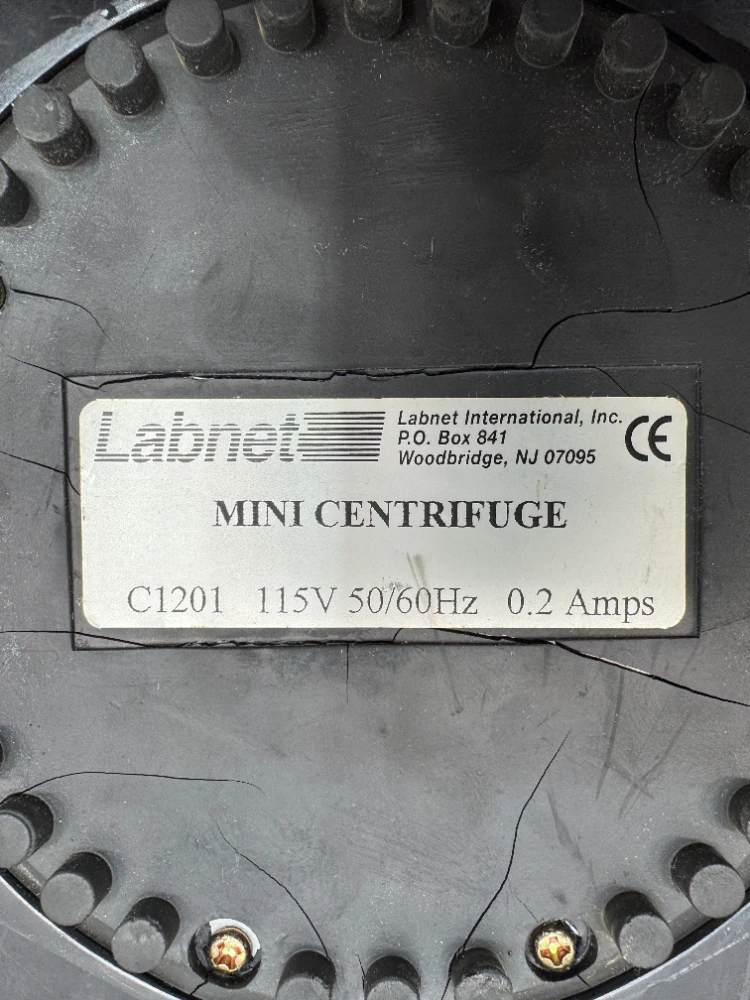 Labnet
Labnet International, Inc.
P.O. Box 841
Woodbridge, NJ 07095
CE
MINI CENTRIFUGE
C1201 115V 50/60Hz 0.2 Amps